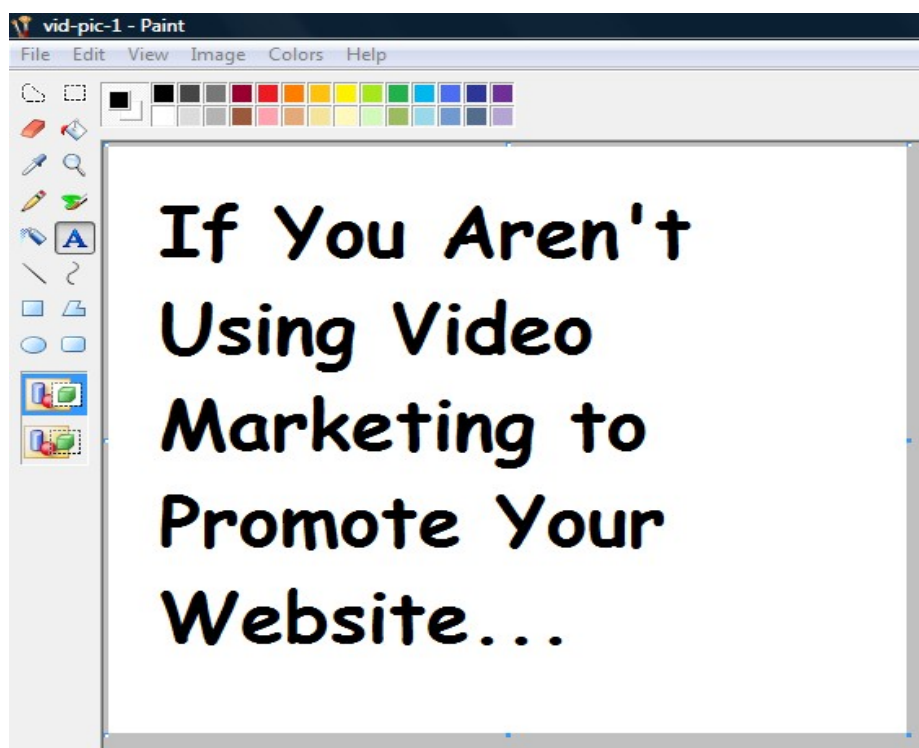 vid-pic-1 - Paint
File Edit View Image Colors Help
A
If You Aren't
Using Video
Marketing to
Promote Your
Website...